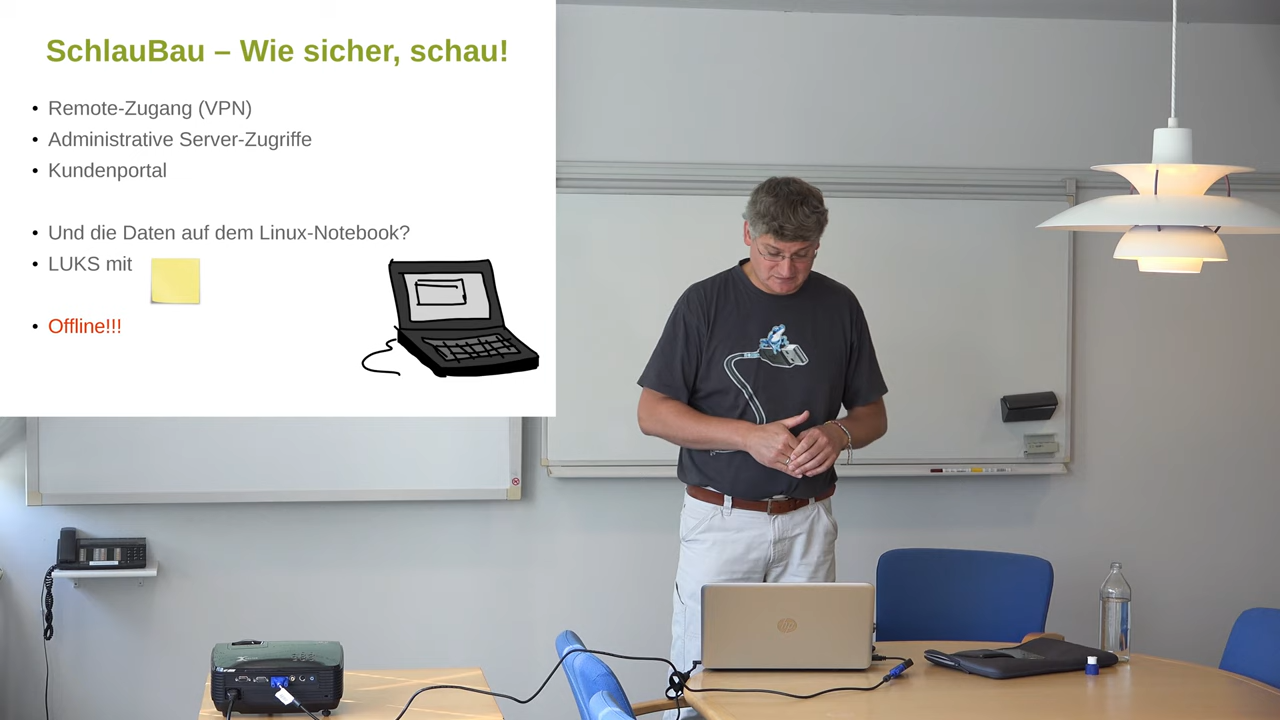 SchlauBau – Wie sicher, schau!
• Remote-Zugang (VPN)
• Administrative Server-Zugriffe
• Kundenportal
• Und die Daten auf dem Linux-Notebook?
• LUKS mit
• Offline!!!
hp